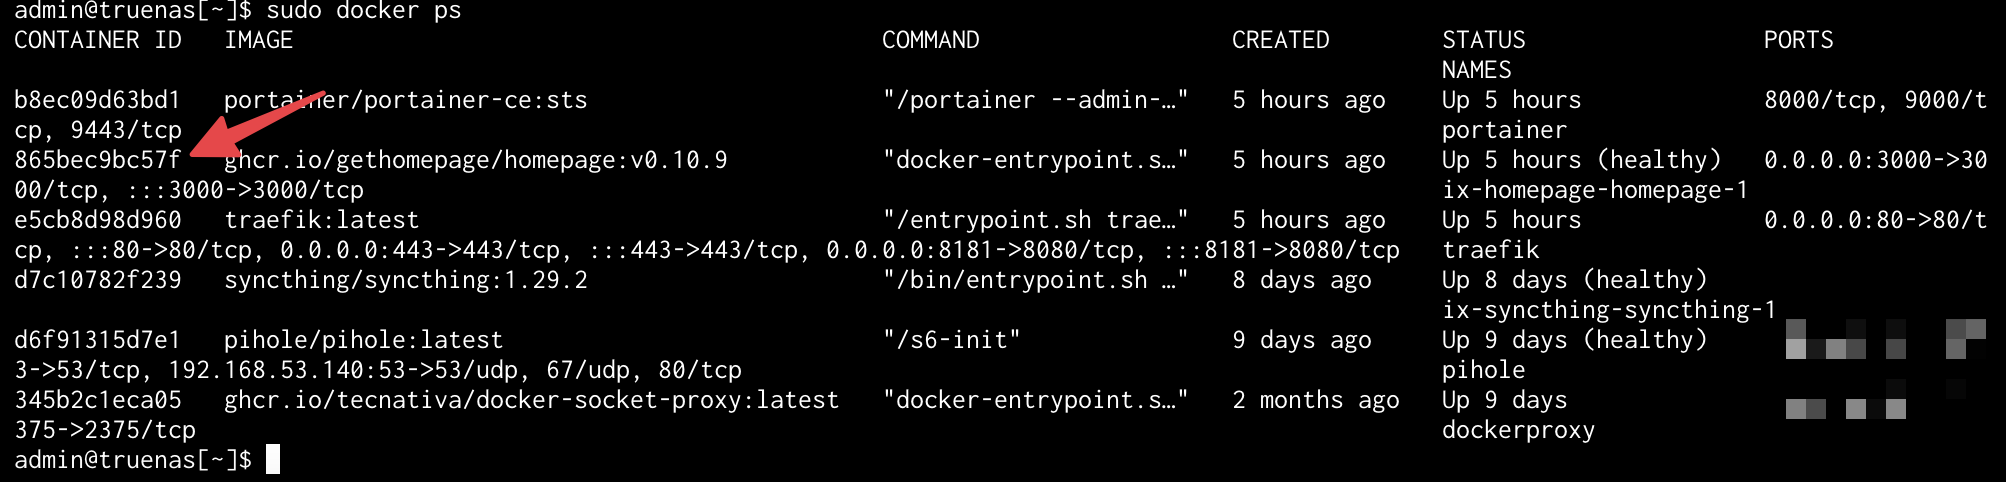 admin@truenas[~]$ sudo docker ps
CONTAINER ID   IMAGE                                          COMMAND                  CREATED        STATUS                 PORTS
NAMES
b8ec09d63bd1   portainer/portainer-ce:sts                     "/portainer --admin-…"   5 hours ago    Up 5 hours             8000/tcp, 9000/t
cp, 9443/tcp                                                                                          portainer
865bec9bc57f   ghcr.io/gethomepage/homepage:v0.10.9           "docker-entrypoint.s…"   5 hours ago    Up 5 hours (healthy)   0.0.0.0:3000->30
00/tcp, :::3000->3000/tcp                                                                             ix-homepage-homepage-1
e5cb8d98d960   traefik:latest                                 "/entrypoint.sh trae…"   5 hours ago    Up 5 hours             0.0.0.0:80->80/t
cp, :::80->80/tcp, 0.0.0.0:443->443/tcp, :::443->443/tcp, 0.0.0.0:8181->8080/tcp, :::8181->8080/tcp   traefik
d7c10782f239   syncthing/syncthing:1.29.2                     "/bin/entrypoint.sh …"   8 days ago     Up 8 days (healthy)
ix-syncthing-syncthing-1
d6f91315d7e1   pihole/pihole:latest                           "/s6-init"               9 days ago     Up 9 days (healthy)
3->53/tcp, 192.168.53.140:53->53/udp, 67/udp, 80/tcp                                                  pihole
345b2c1eca05   ghcr.io/tecnativa/docker-socket-proxy:latest   "docker-entrypoint.s…"   2 months ago   Up 9 days
375->2375/tcp                                                                                         dockerproxy
admin@truenas[~]$